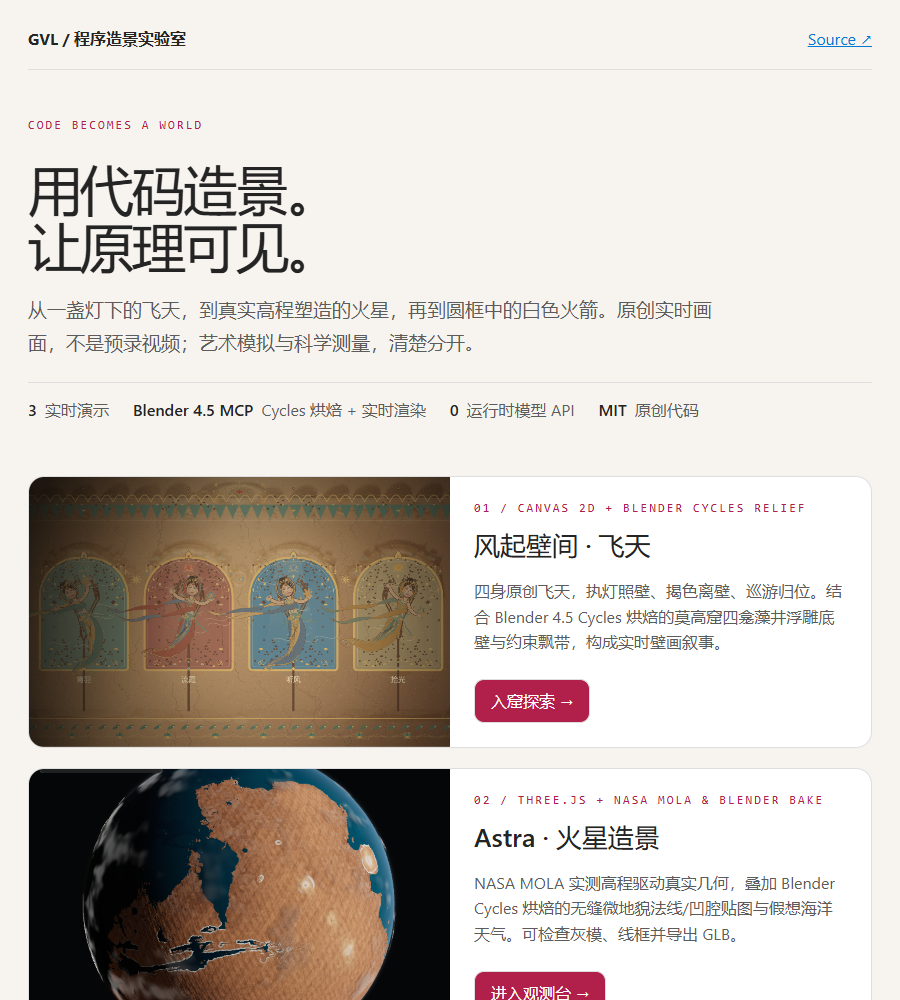 GVL / 程序造景实验室
Source ↗
CODE BECOMES A WORLD
用代码造景。
让原理可见。
从一盏灯下的飞天，到真实高程塑造的火星，再到圆框中的白色火箭。原创实时画
面，不是预录视频；艺术模拟与科学测量，清楚分开。
3 实时演示 Blender 4.5 MCP Cycles 烘焙 + 实时渲染 0 运行时模型 API MIT 原创代码
01 / CANVAS 2D + BLENDER CYCLES RELIEF
风起壁间 · 飞天
四身原创飞天，执灯照壁、揭色离壁、巡游归位。结
合 Blender 4.5 Cycles 烘焙的莫高窟四龛藻井浮雕底
壁与约束飘带，构成实时壁画叙事。
入窟探索 →
听风
拾光
02 / THREE.JS + NASA MOLA & BLENDER BAKE
Astra · 火星造景
NASA MOLA 实测高程驱动真实几何，叠加 Blender
Cycles 烘焙的无缝微地貌法线/凹腔贴图与假想海洋
天气。可检查灰模、线框并导出 GLB。
进入观测台 →